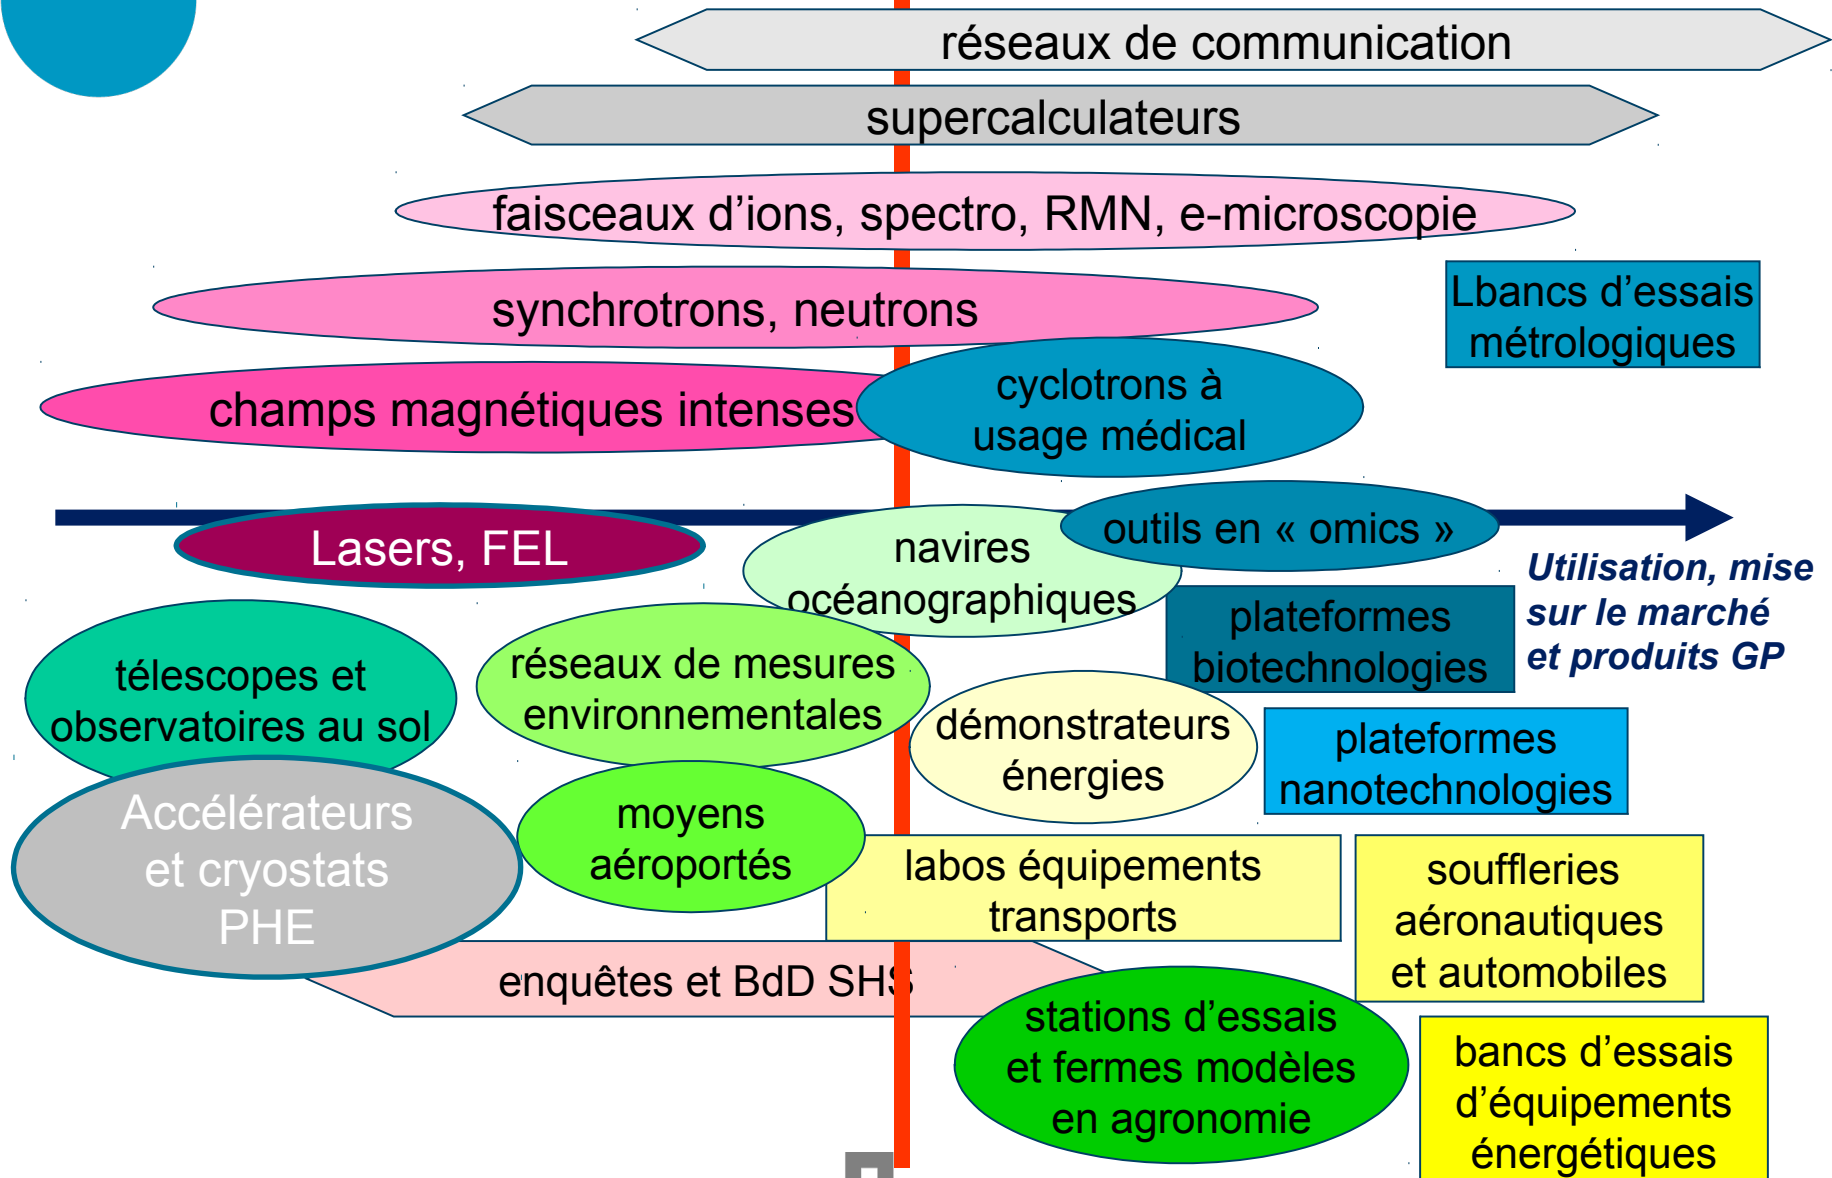 réseaux de communication
supercalculateurs
faisceaux d’ions, spectro, RMN, e-microscopie
synchrotrons, neutrons
Lbancs d’essais
métrologiques
champs magnétiques intenses
cyclotrons à
usage médical
Lasers, FEL
navires
océanographiques
outils en « omics »
Utilisation, mise
sur le marché
et produits GP
plateformes
biotechnologies
télescopes et
observatoires au sol
réseaux de mesures
environnementales
démonstrateurs
énergies
plateformes
nanotechnologies
Accélérateurs
et cryostats
PHE
moyens
aéroportés
labos équipements
transports
souffleries
aéronautiques
et automobiles
enquêtes et BdD SHS
stations d’essais
et fermes modèles
en agronomie
bancs d’essais
d’équipements
énergétiques